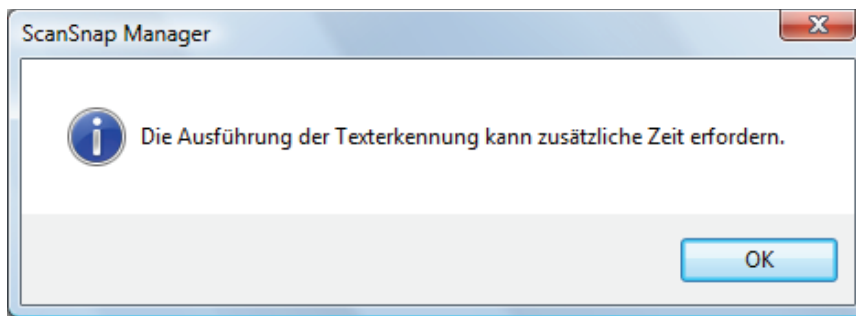 ScanSnap Manager
Die Ausführung der Texterkennung kann zusätzliche Zeit erfordern.
OK